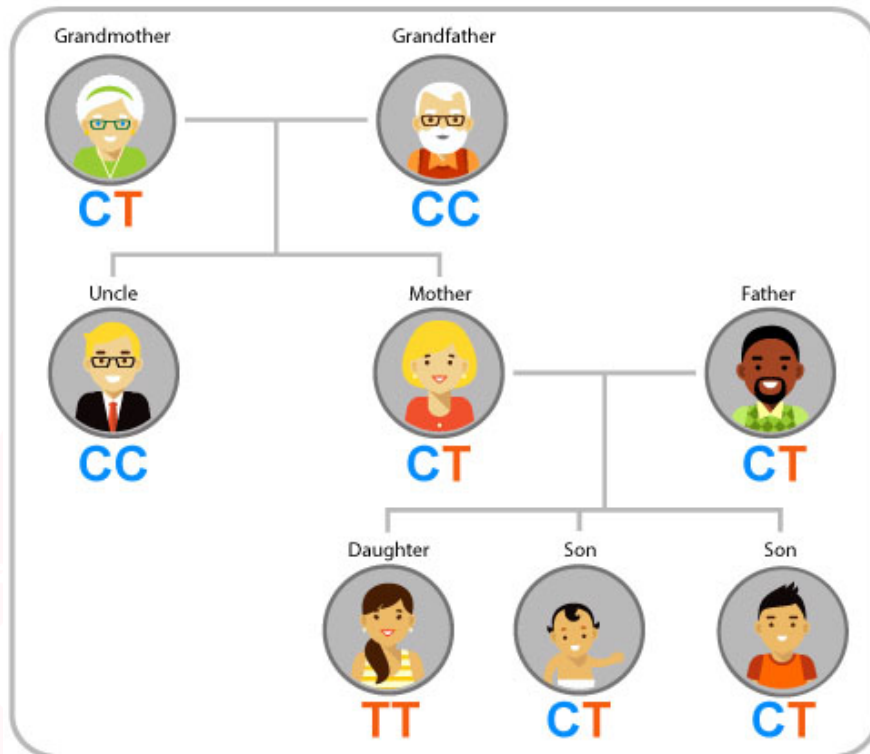 Grandmother
Grandfather
CT
CC
Uncle
Mother
Father
CC
CT
CT
Daughter
Son
Son
TT
CT
CT